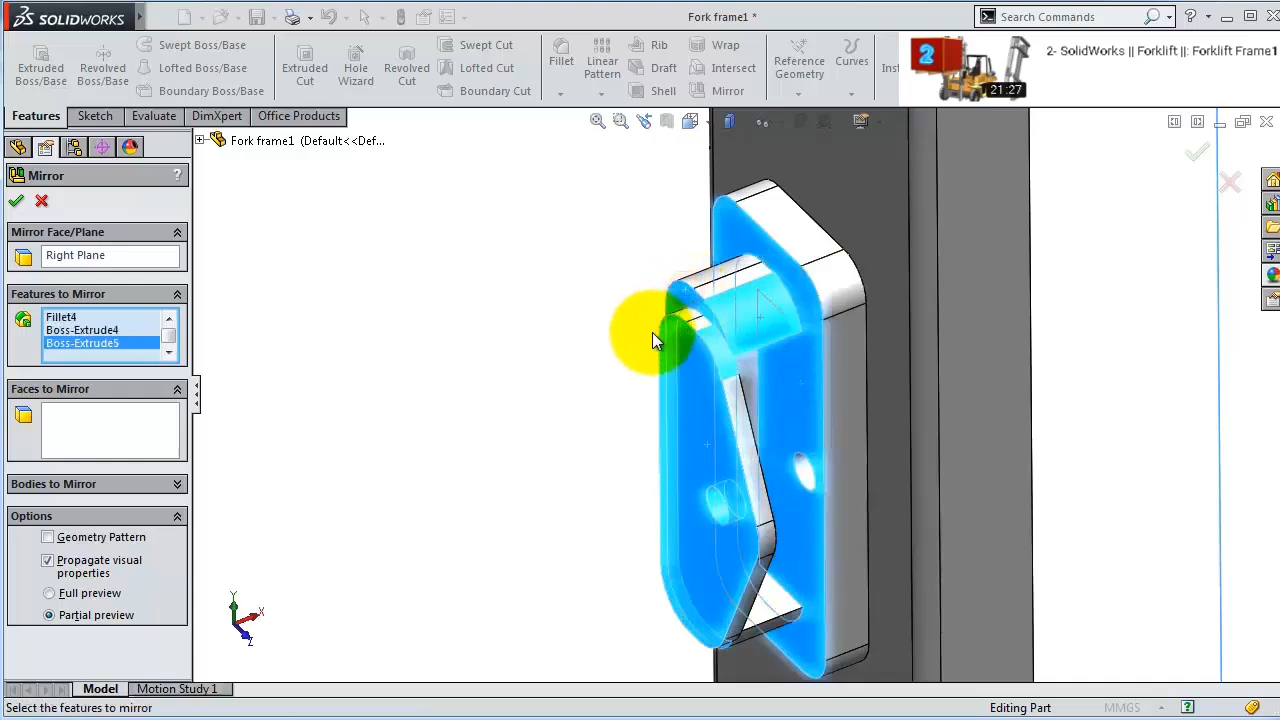 SOLIDWORKS
Fork frame1 *
Search Commands
?
Extruded Boss/Base
Revolved Boss/Base
Swept Boss/Base
Lofted Boss/Base
Boundary Boss/Base
Extruded Cut
Hole Wizard
Revolved Cut
Swept Cut
Lofted Cut
Boundary Cut
Fillet
Linear Pattern
Rib
Draft
Shell
Wrap
Intersect
Mirror
Reference Geometry
Curves
Inst
2
21:27
2- SolidWorks || Forklift ||: Forklift Frame1
Features
Sketch
Evaluate
DimXpert
Office Products
Fork frame1 (Default<<Def...
Mirror
?
Mirror Face/Plane
Right Plane
Features to Mirror
Fillet4
Boss-Extrude4
Boss-Extrude5
Faces to Mirror
Bodies to Mirror
Options
Geometry Pattern
Propagate visual
properties
Full preview
Partial preview
Y
X
Z
Model
Motion Study 1
Select the features to mirror
Editing Part
MMGS
?